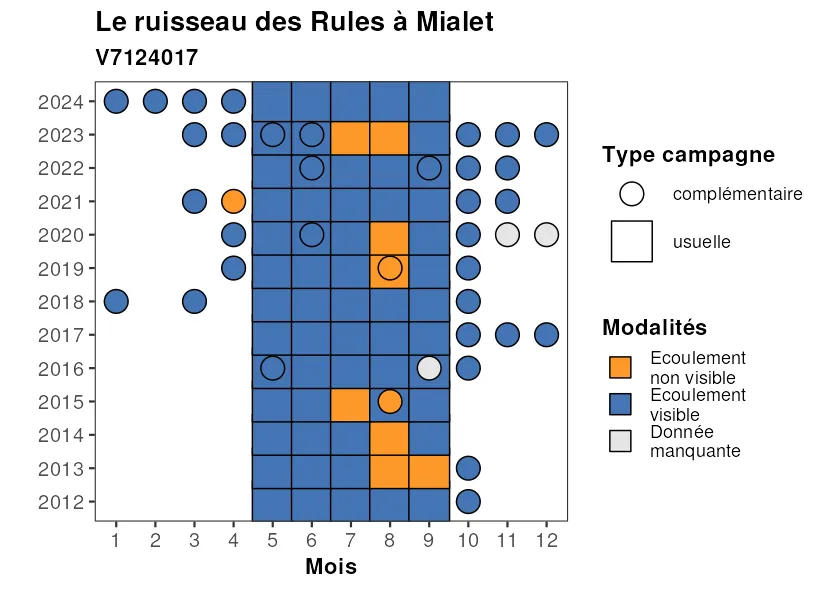 Le ruisseau des Rules à Mialet
V7124017
2024
2023
2022
2021
2020
2019
2018
2017
2016
2015
2014
2013
2012
1 2 3 4 5 6 7 8 9 10 11 12
Mois
Type campagne
complémentaire
usuelle
Modalités
Ecoulement
non visible
Ecoulement
visible
Donnée
manquante